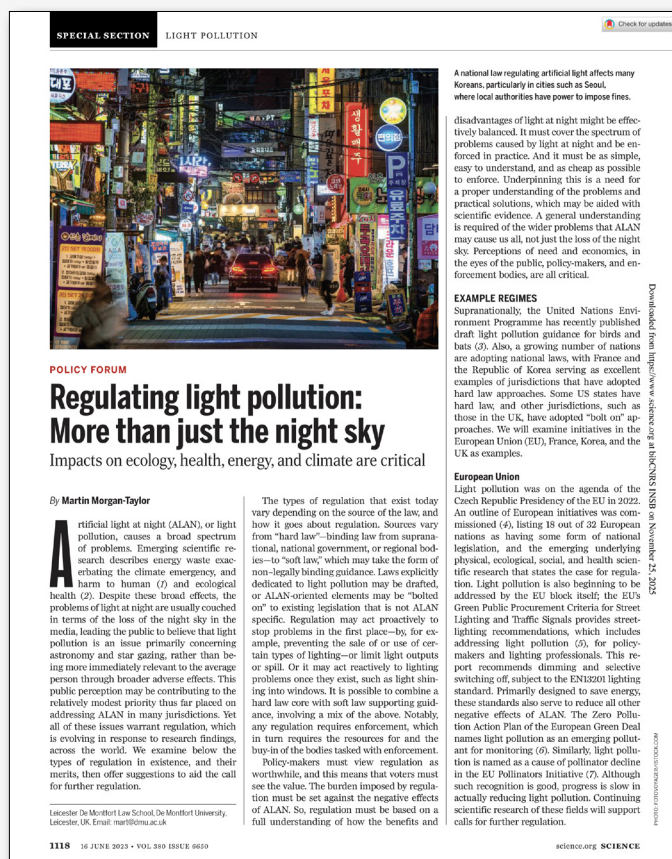 SPECIAL SECTION LIGHT POLLUTION
Check for updates
대포
생활맥주
편의점
P
유료주차
A national law regulating artificial light affects many
Koreans, particularly in cities such as Seoul,
where local authorities have power to impose fines.
POLICY FORUM
Regulating light pollution:
More than just the night sky
Impacts on ecology, health, energy, and climate are critical
By Martin Morgan-Taylor
Artificial light at night (ALAN), or light
pollution, causes a broad spectrum
of problems. Emerging scientific re-
search describes energy waste exac-
erbating the climate emergency, and
harm to human (1) and ecological
health (2). Despite these broad effects, the
problems of light at night are usually couched
in terms of the loss of the night sky in the
media, leading the public to believe that light
pollution is an issue primarily concerning
astronomy and star gazing, rather than be-
ing more immediately relevant to the average
person through broader adverse effects. This
public perception may be contributing to the
relatively modest priority thus far placed on
addressing ALAN in many jurisdictions. Yet
all of these issues warrant regulation, which
is evolving in response to research findings,
across the world. We examine below the
types of regulation in existence, and their
merits, then offer suggestions to aid the call
for further regulation.
Leicester De Montfort Law School, De Montfort University,
Leicester, UK. Email: mart@dmu.ac.uk
The types of regulation that exist today
vary depending on the source of the law, and
how it goes about regulation. Sources vary
from “hard law”—binding law from suprana-
tional, national government, or regional bod-
ies—to “soft law,” which may take the form of
non–legally binding guidance. Laws explicitly
dedicated to light pollution may be drafted,
or ALAN-oriented elements may be “bolted
on” to existing legislation that is not ALAN
specific. Regulation may act proactively to
stop problems in the first place—by, for ex-
ample, preventing the sale of or use of cer-
tain types of lighting—or limit light outputs
or spill. Or it may act reactively to lighting
problems once they exist, such as light shin-
ing into windows. It is possible to combine a
hard law core with soft law supporting guid-
ance, involving a mix of the above. Notably,
any regulation requires enforcement, which
in turn requires the resources for and the
buy-in of the bodies tasked with enforcement.
Policy-makers must view regulation as
worthwhile, and this means that voters must
see the value. The burden imposed by regula-
tion must be set against the negative effects
of ALAN. So, regulation must be based on a
full understanding of how the benefits and
disadvantages of light at night might be effec-
tively balanced. It must cover the spectrum of
problems caused by light at night and be en-
forced in practice. And it must be as simple,
easy to understand, and as cheap as possible
to enforce. Underpinning this is a need for
a proper understanding of the problems and
practical solutions, which may be aided with
scientific evidence. A general understanding
is required of the wider problems that ALAN
may cause us all, not just the loss of the night
sky. Perceptions of need and economics, in
the eyes of the public, policy-makers, and en-
forcement bodies, are all critical.
EXAMPLE REGIMES
Supranationally, the United Nations Envi-
ronment Programme has recently published
draft light pollution guidance for birds and
bats (3). Also, a growing number of nations
are adopting national laws, with France and
the Republic of Korea serving as excellent
examples of jurisdictions that have adopted
hard law approaches. Some US states have
hard law, and other jurisdictions, such as
those in the UK, have adopted “bolt on” ap-
proaches. We will examine initiatives in the
European Union (EU), France, Korea, and the
UK as examples.
European Union
Light pollution was on the agenda of the
Czech Republic Presidency of the EU in 2022.
An outline of European initiatives was com-
missioned (4), listing 18 out of 32 European
nations as having some form of national
legislation, and the emerging underlying
physical, ecological, social, and health scien-
tific research that states the case for regula-
tion. Light pollution is also beginning to be
addressed by the EU block itself; the EU’s
Green Public Procurement Criteria for Street
Lighting and Traffic Signals provides street-
lighting recommendations, which includes
addressing light pollution (5), for policy-
makers and lighting professionals. This re-
port recommends dimming and selective
switching off, subject to the EN13201 lighting
standard. Primarily designed to save energy,
these standards also serve to reduce all other
negative effects of ALAN. The Zero Pollu-
tion Action Plan of the European Green Deal
names light pollution as an emerging pollut-
ant for monitoring (6). Similarly, light pollu-
tion is named as a cause of pollinator decline
in the EU Pollinators Initiative (7). Although
such recognition is good, progress is slow in
actually reducing light pollution. Continuing
scientific research of these fields will support
calls for further regulation.
Downloaded from https://www.science.org at bibCNRS INSB on November 25, 2025
PHOTO: FOTOVOYAGER/ISTOCK.COM
1118 16 JUNE 2023 • VOL 380 ISSUE 6650
science.org SCIENCE